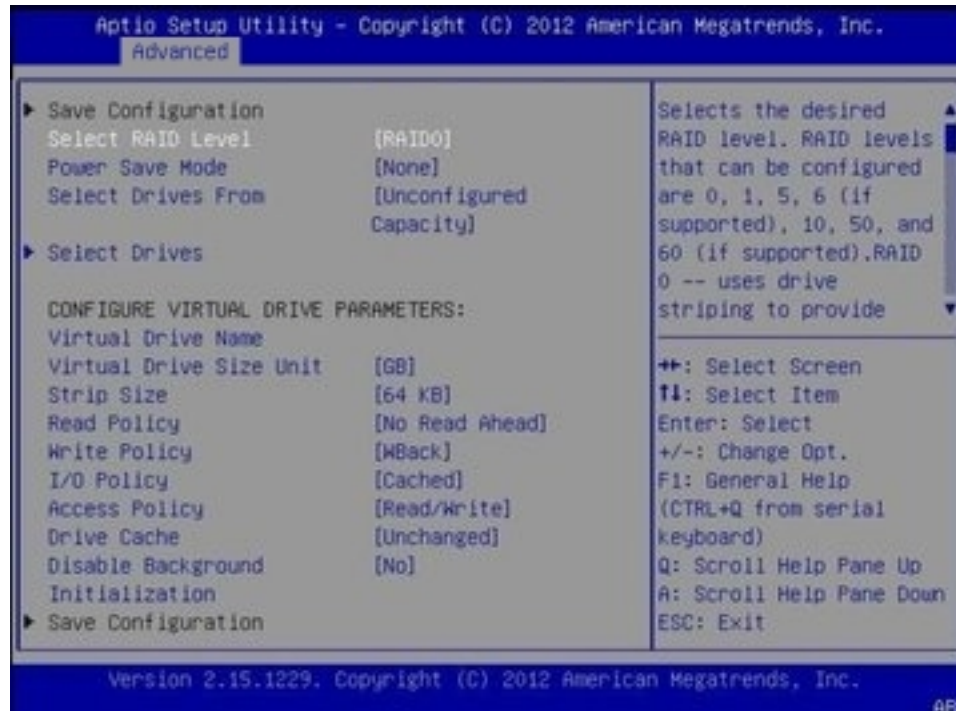 Aptio Setup Utility - Copyright (C) 2012 American Megatrends, Inc.
Advanced
Save Configuration
Select RAID Level [RAID0]
Power Save Mode [None]
Select Drives From [Unconfigured
Capacity]
Select Drives
CONFIGURE VIRTUAL DRIVE PARAMETERS:
Virtual Drive Name
Virtual Drive Size Unit [GB]
Strip Size [64 KB]
Read Policy [No Read Ahead]
Write Policy [WBack]
I/O Policy [Cached]
Access Policy [Read/Write]
Drive Cache [Unchanged]
Disable Background [No]
Initialization
Save Configuration
Selects the desired
RAID level. RAID levels
that can be configured
are 0, 1, 5, 6 (if
supported), 10, 50, and
60 (if supported).RAID
0 -- uses drive
striping to provide
→←: Select Screen
↑↓: Select Item
Enter: Select
+/-: Change Opt.
F1: General Help
(CTRL+Q from serial
keyboard)
Q: Scroll Help Pane Up
A: Scroll Help Pane Down
ESC: Exit
Version 2.15.1229. Copyright (C) 2012 American Megatrends, Inc.
AB